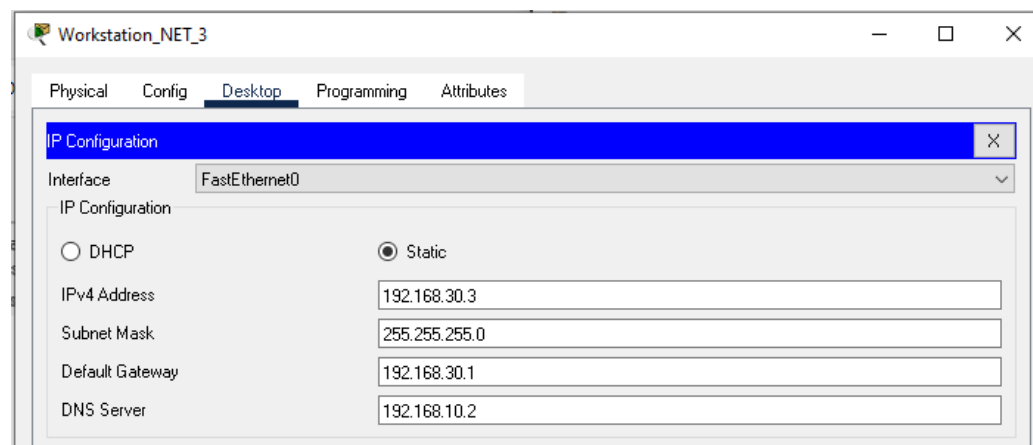 Workstation_NET_3
Physical Config Desktop Programming Attributes
IP Configuration X
Interface FastEthernet0
IP Configuration
DHCP Static
IPv4 Address 192.168.30.3
Subnet Mask 255.255.255.0
Default Gateway 192.168.30.1
DNS Server 192.168.10.2